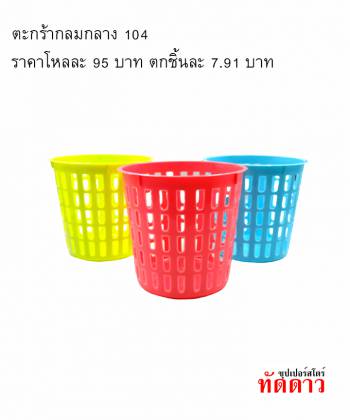 ตะกร้ากลมกลาง 104
ราคาโหลละ 95 บาท ตกชิ้นละ 7.91 บาท
ซุปเปอร์สโตร์
ทัดดาว